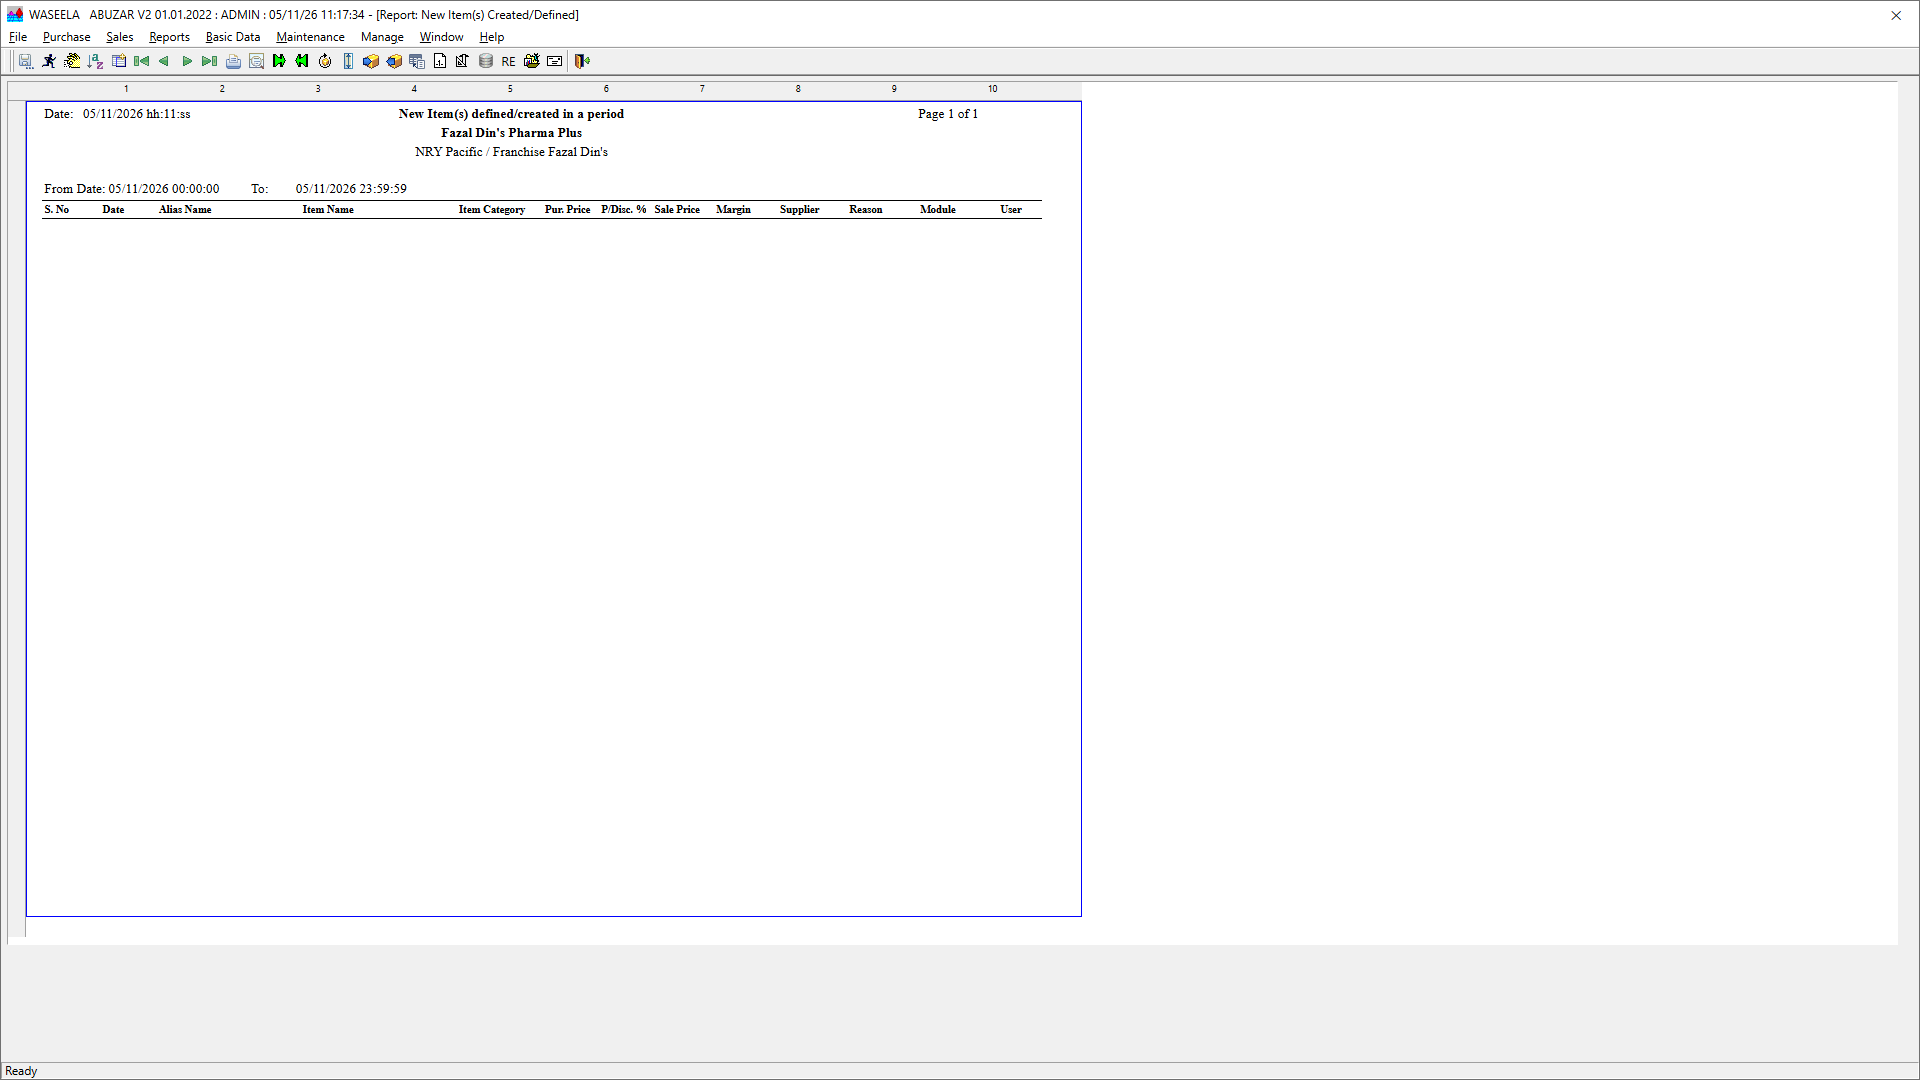 WASEELA   ABUZAR V2 01.01.2022 : ADMIN : 05/11/26 11:17:34 - [Report: New Item(s) Created/Defined]
File Purchase Sales Reports Basic Data Maintenance Manage Window Help
RE
1 2 3 4 5 6 7 8 9 10
Date: 05/11/2026 hh:11:ss New Item(s) defined/created in a period Page 1 of 1
Fazal Din's Pharma Plus
NRY Pacific / Franchise Fazal Din's
From Date: 05/11/2026 00:00:00 To: 05/11/2026 23:59:59
S. No Date Alias Name Item Name Item Category Pur. Price P/Disc. % Sale Price Margin Supplier Reason Module User
Ready